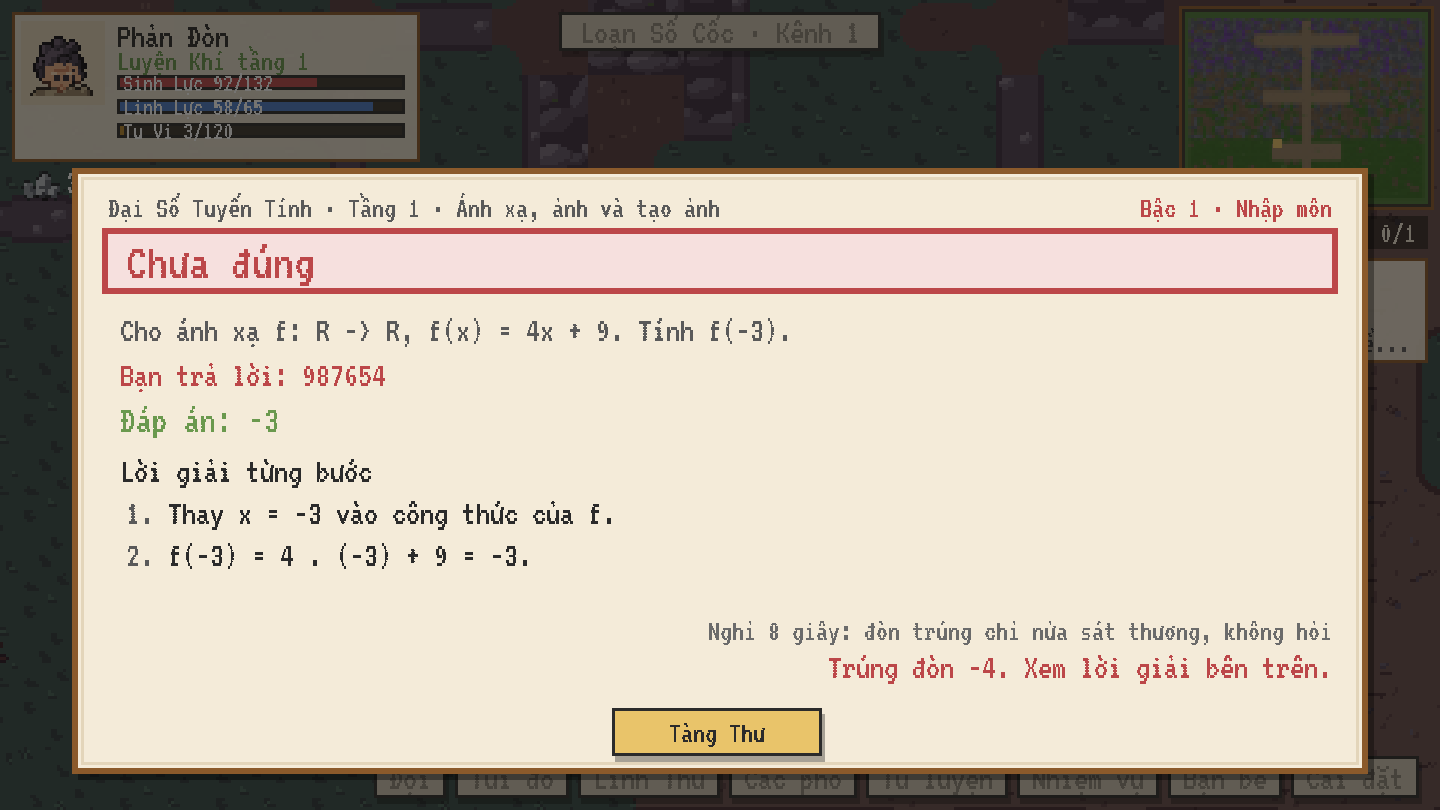 Phản Đòn
Luyện Khí tầng 1
Sinh Lực 92/132
Linh Lực 58/65
Tu Vi 3/120
Loạn Số Cốc · Kênh 1
0/1
Đại Số Tuyến Tính · Tầng 1 · Ánh xạ, ảnh và tạo ảnh
Bậc 1 · Nhập môn
Chưa đúng
Cho ánh xạ f: R -> R, f(x) = 4x + 9. Tính f(-3).
Bạn trả lời: 987654
Đáp án: -3
Lời giải từng bước
1. Thay x = -3 vào công thức của f.
2. f(-3) = 4 . (-3) + 9 = -3.
Nghỉ 8 giây: đòn trúng chỉ nửa sát thương, không hồi
Trúng đòn -4. Xem lời giải bên trên.
Tàng Thư
Đội Túi đồ Linh Thú Các phó Tu luyện Nhiệm vụ Bạn bè Cài đặt